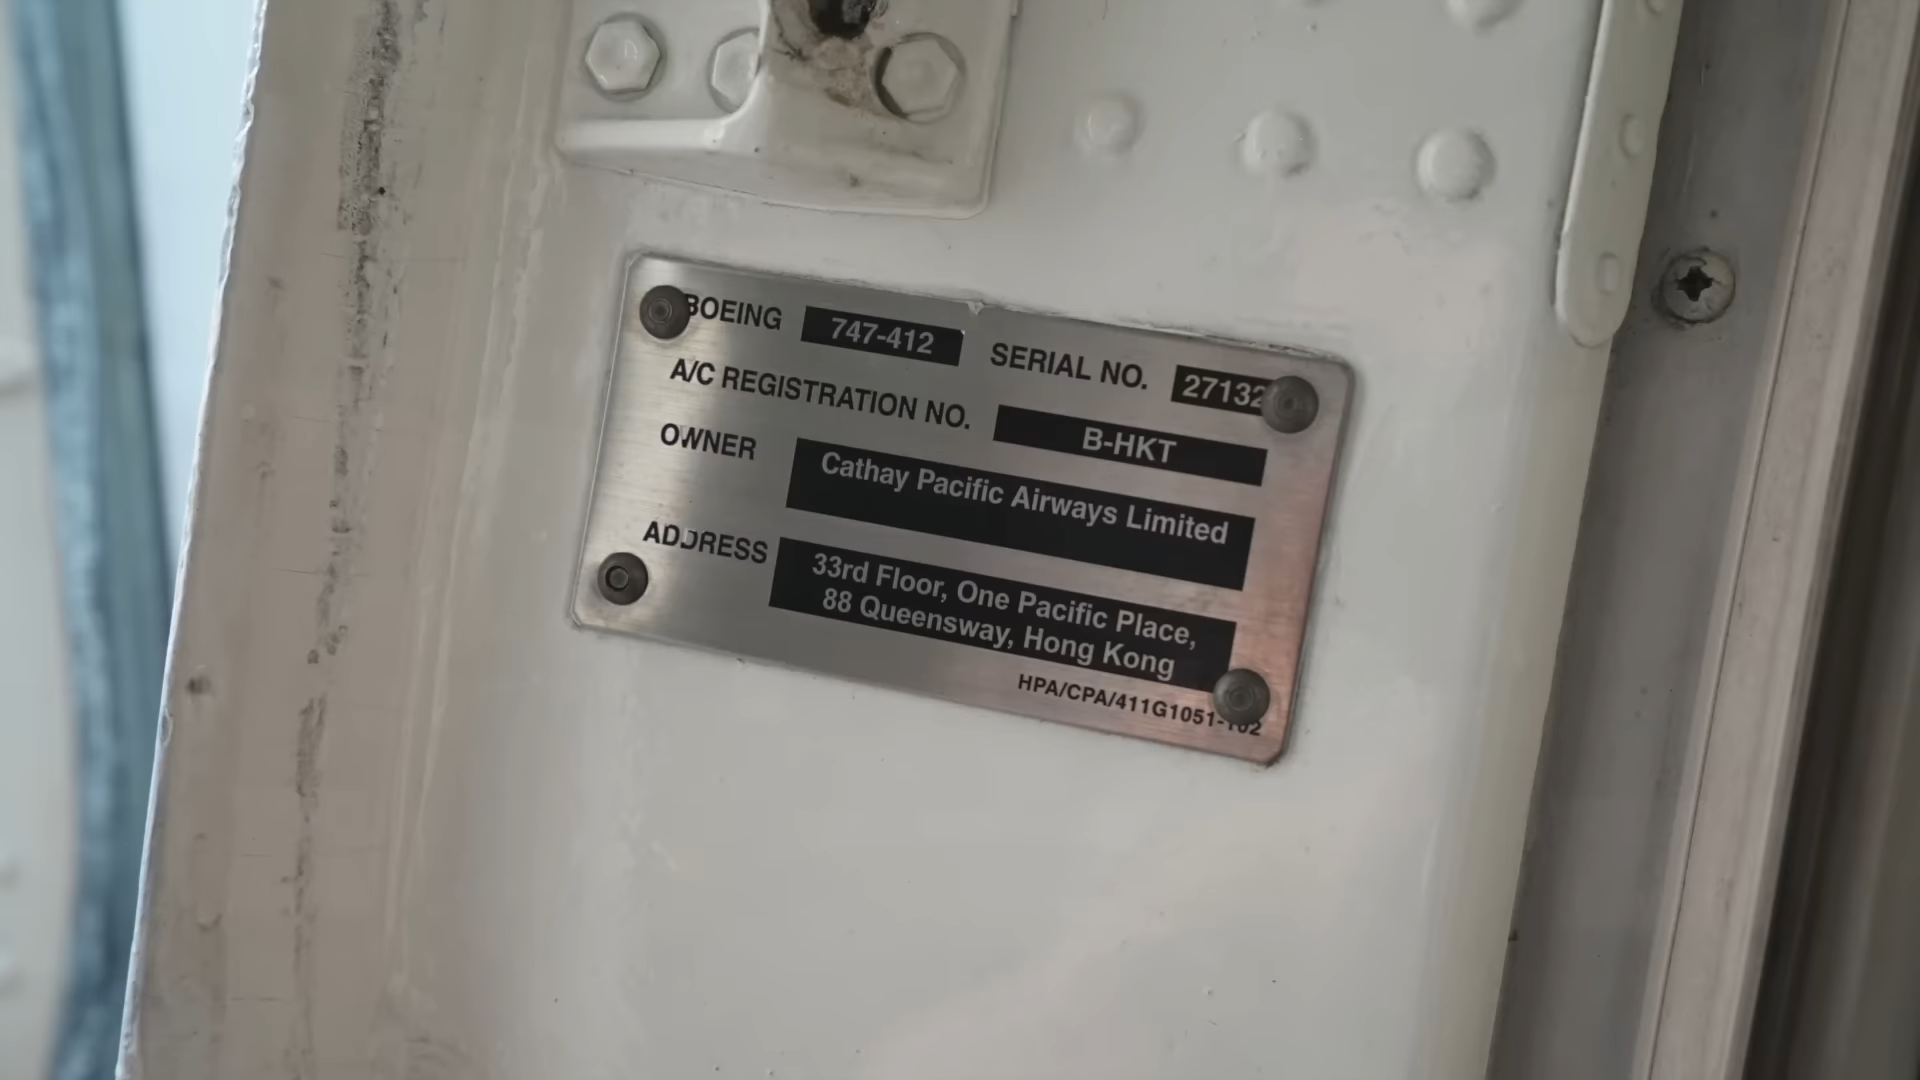 BOEING 747-412 SERIAL NO. 27132
A/C REGISTRATION NO. B-HKT
OWNER Cathay Pacific Airways Limited
ADDRESS 33rd Floor, One Pacific Place,
88 Queensway, Hong Kong
HPA/CPA/411G1051-102